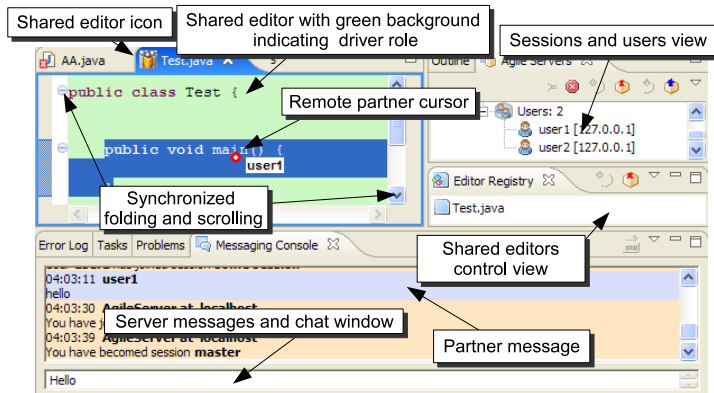 Shared editor icon
Shared editor with green background
indicating driver role
Sessions and users view
AA.java
Test.java
5
Outline
Agile Servers
public class Test {
Remote partner cursor
Users: 2
user1 [127.0.0.1]
user2 [127.0.0.1]
public void main() {
user1
Synchronized
folding and scrolling
Editor Registry
Test.java
Error Log
Tasks
Problems
Messaging Console
Shared editors
control view
04:03:11 user1
hello
04:03:30 AgileServer at localhost
You have
Server messages and chat window
04:03:39 AgileServer at localhost
You have becomed session master
Partner message
Hello